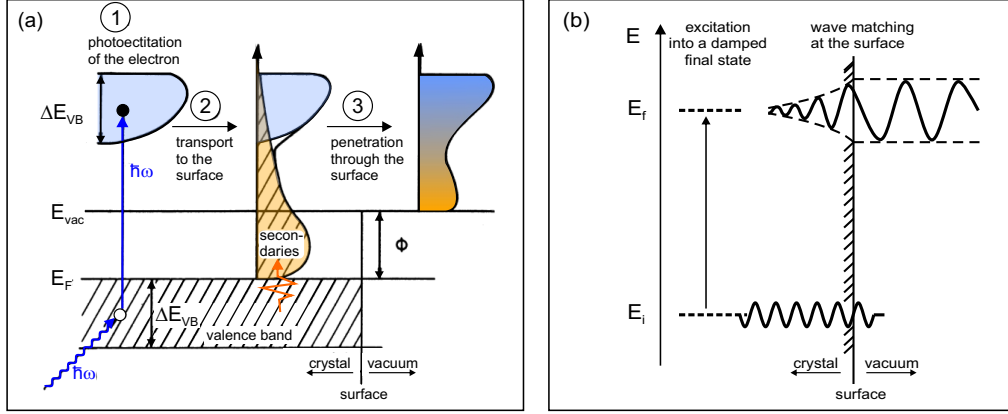 (a)
1
photoectitation
of the electron
ΔE_VB
2
transport
to the
surface
3
penetration
through the
surface
ħω
E_vac
secon-
daries
Φ
E_F'
ΔE_VB
valence band
ħω
crystal
vacuum
surface
(b)
E
excitation
into a damped
final state
wave matching
at the surface
E_f
E_i
crystal
vacuum
surface